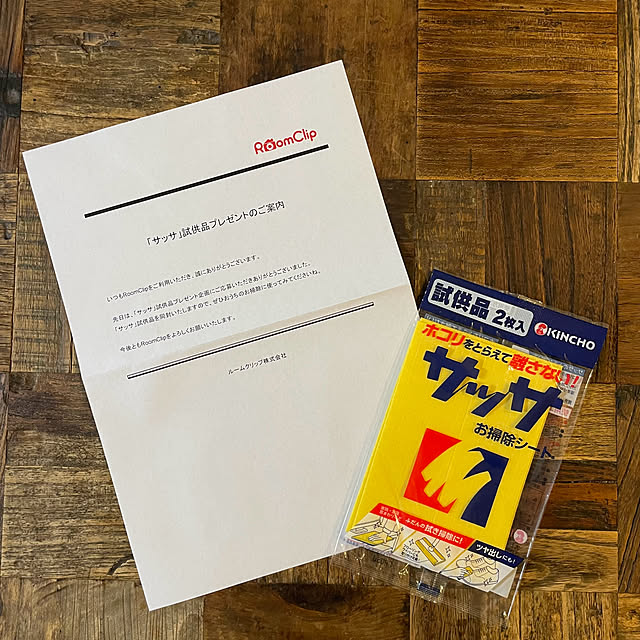 RoomClip
「サッサ」試供品プレゼントのご案内
いつもRoomClipをご利用いただき、誠にありがとうございます。
先日は、「サッサ」試供品プレゼント企画にご応募いただきありがとうございました。
「サッサ」試供品を同封いたしますので、ぜひおうちのお掃除に使ってみてくださいね。
今後ともRoomClipをよろしくお願いいたします。
ルームクリップ株式会社
試供品 2枚入
KINCHO
ホコリをとらえて 散さない!
サッサ
お掃除シート
ふだんの拭き掃除に!
ツヤ出しにも!